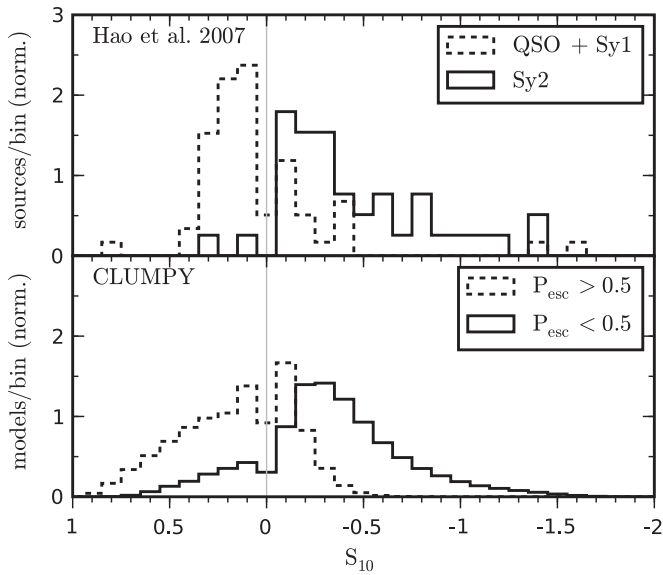 Hao et al. 2007
QSO + Sy1
Sy2
sources/bin (norm.)
3
2
1
0
CLUMPY
P_esc > 0.5
P_esc < 0.5
models/bin (norm.)
2
1
0
1 0.5 0 -0.5 -1 -1.5 -2
S_10